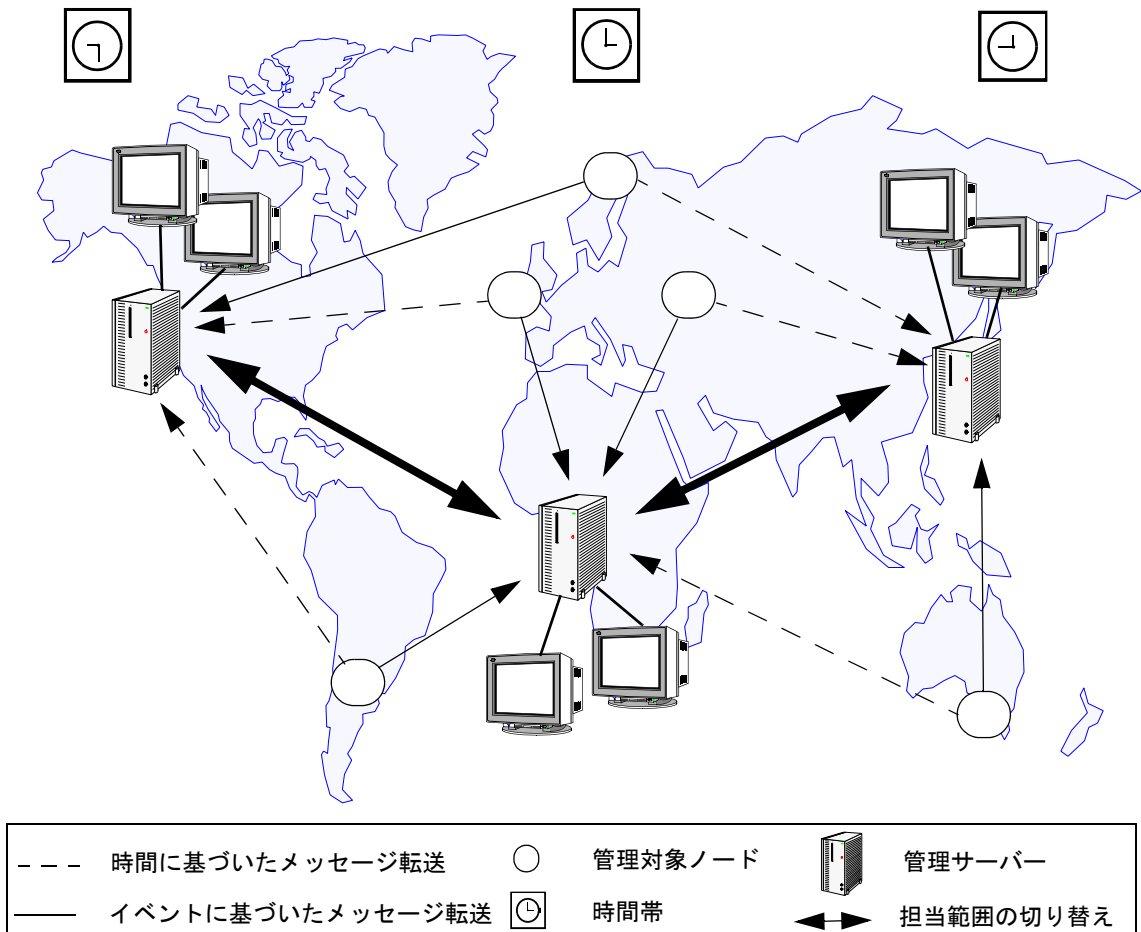 時間に基づいたメッセージ転送
管理対象ノード
管理サーバー
イベントに基づいたメッセージ転送
時間帯
担当範囲の切り替え